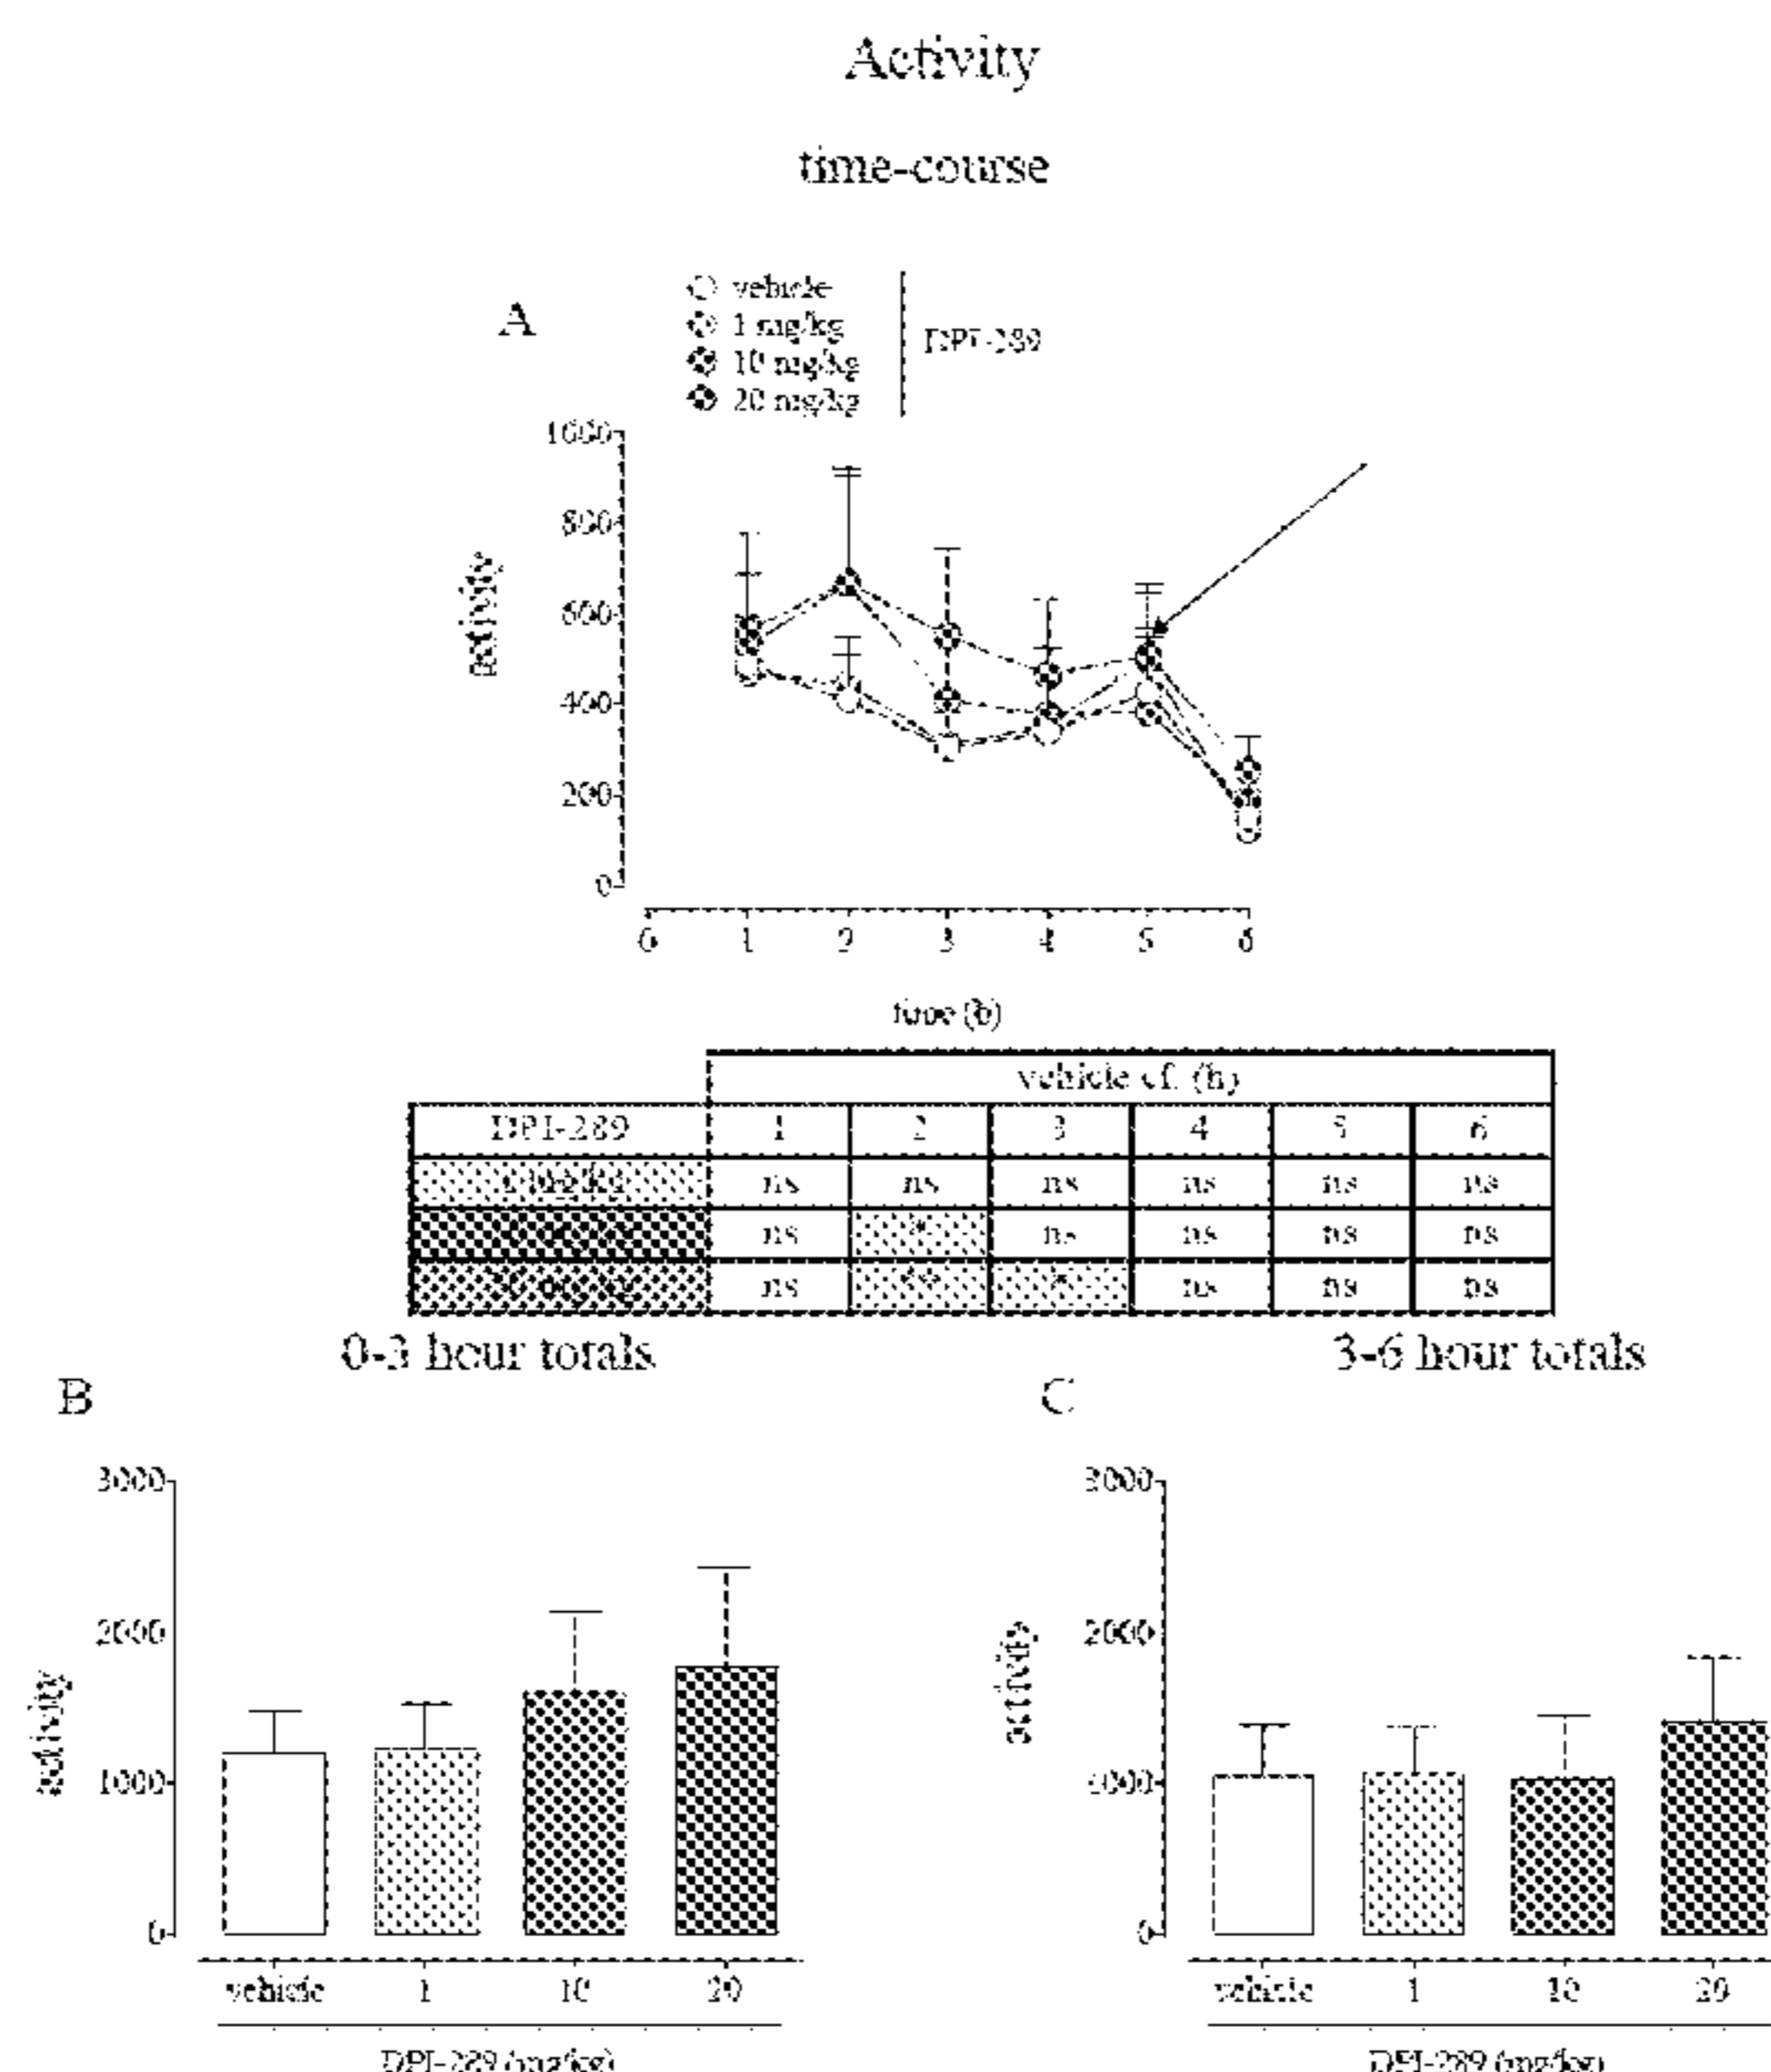 Activity
time-course
A
vehicle
1 mg/kg
10 mg/kg
20 mg/kg
DPI-289
1000
800
600
400
200
0
activity
0 1 2 3 4 5 6
time (h)
vehicle cf. (h)
DPI-289 1 2 3 4 5 6
ns ns ns ns ns ns
ns * ns ns ns ns
ns ** * ns ns ns
0-3 hour totals
3-6 hour totals
B
C
3000
2000
1000
0
activity
vehicle 1 10 20
DPI-289 (mg/kg)
3000
2000
1000
0
activity
vehicle 1 10 20
DPI-289 (mg/kg)